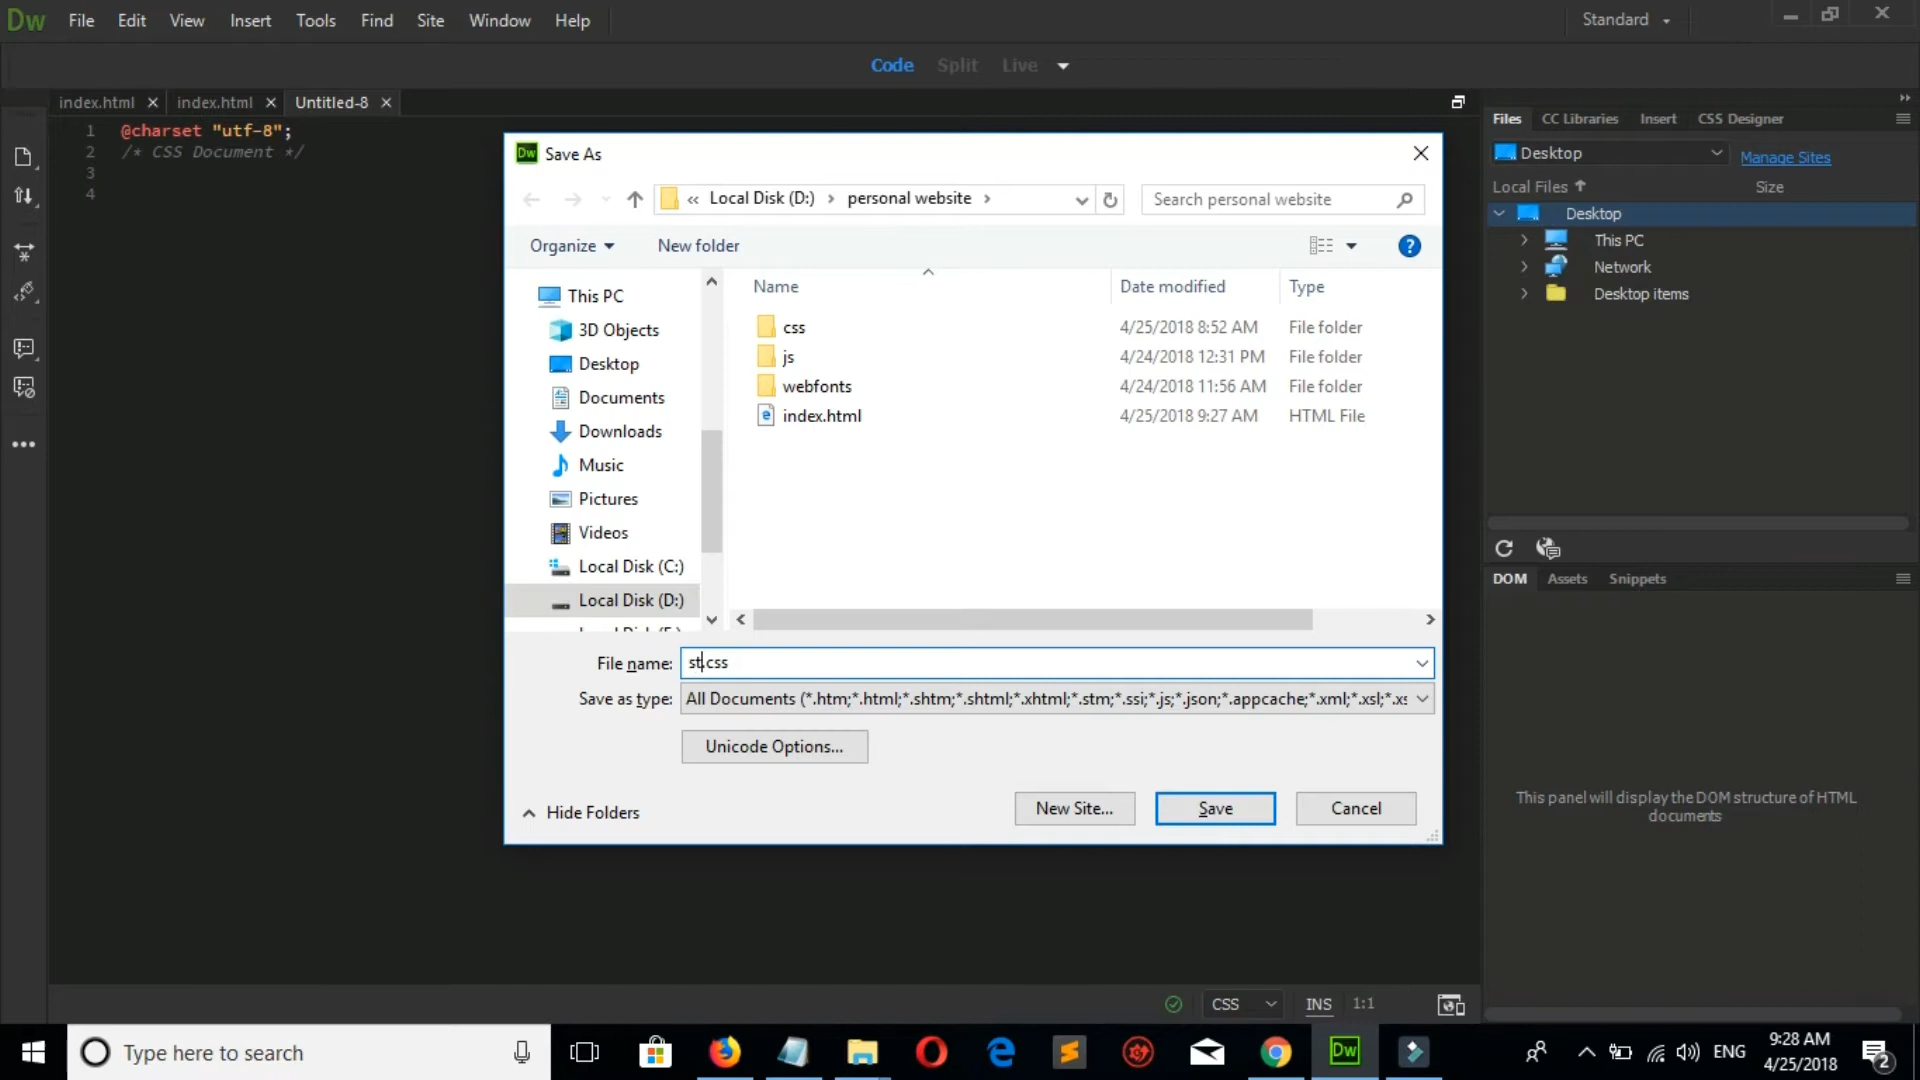 Dw File Edit View Insert Tools Find Site Window Help Standard
Code Split Live
index.html index.html Untitled-8
1 @charset "utf-8";
2 /* CSS Document */
3
4
Dw Save As
« Local Disk (D:) › personal website ›
Search personal website
Organize New folder
This PC
3D Objects
Desktop
Documents
Downloads
Music
Pictures
Videos
Local Disk (C:)
Local Disk (D:)
Name Date modified Type
css 4/25/2018 8:52 AM File folder
js 4/24/2018 12:31 PM File folder
webfonts 4/24/2018 11:56 AM File folder
index.html 4/25/2018 9:27 AM HTML File
File name: st.css
Save as type: All Documents (*.htm;*.html;*.shtm;*.shtml;*.xhtml;*.stm;*.ssi;*.js;*.json;*.appcache;*.xml;*.xsl;*.xs
Unicode Options...
Hide Folders
New Site... Save Cancel
Files CC Libraries Insert CSS Designer
Desktop Manage Sites
Local Files Size
Desktop
This PC
Network
Desktop items
DOM Assets Snippets
This panel will display the DOM structure of HTML
documents
CSS INS 1:1
Type here to search
Dw
ENG
9:28 AM
4/25/2018
2